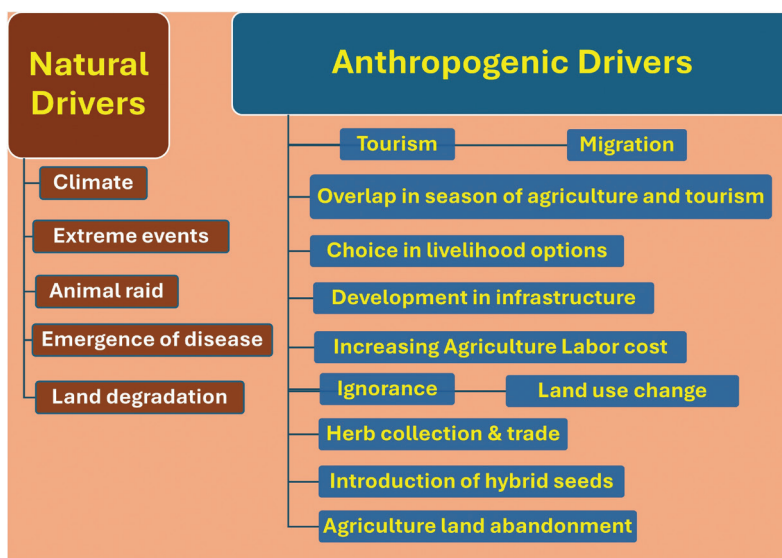 Natural
Drivers
Climate
Extreme events
Animal raid
Emergence of disease
Land degradation
Anthropogenic Drivers
Tourism
Migration
Overlap in season of agriculture and tourism
Choice in livelihood options
Development in infrastructure
Increasing Agriculture Labor cost
Ignorance
Land use change
Herb collection & trade
Introduction of hybrid seeds
Agriculture land abandonment